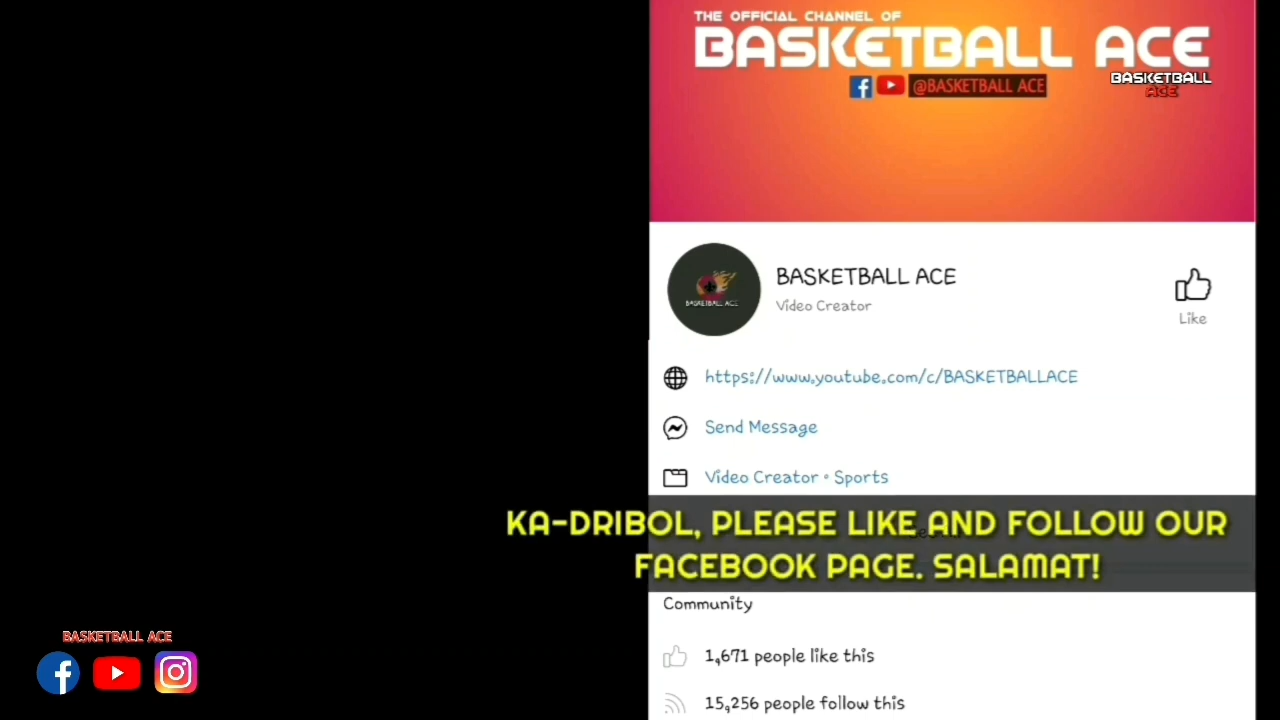 THE OFFICIAL CHANNEL OF
BASKETBALL ACE
@BASKETBALL ACE
BASKETBALL
ACE
BASKETBALL ACE
BASKETBALL ACE
Video Creator
Like
https://www.youtube.com/c/BASKETBALLACE
Send Message
Video Creator • Sports
KA-DRIBOL, PLEASE LIKE AND FOLLOW OUR
FACEBOOK PAGE. SALAMAT!
Community
1,671 people like this
15,256 people follow this
BASKETBALL ACE